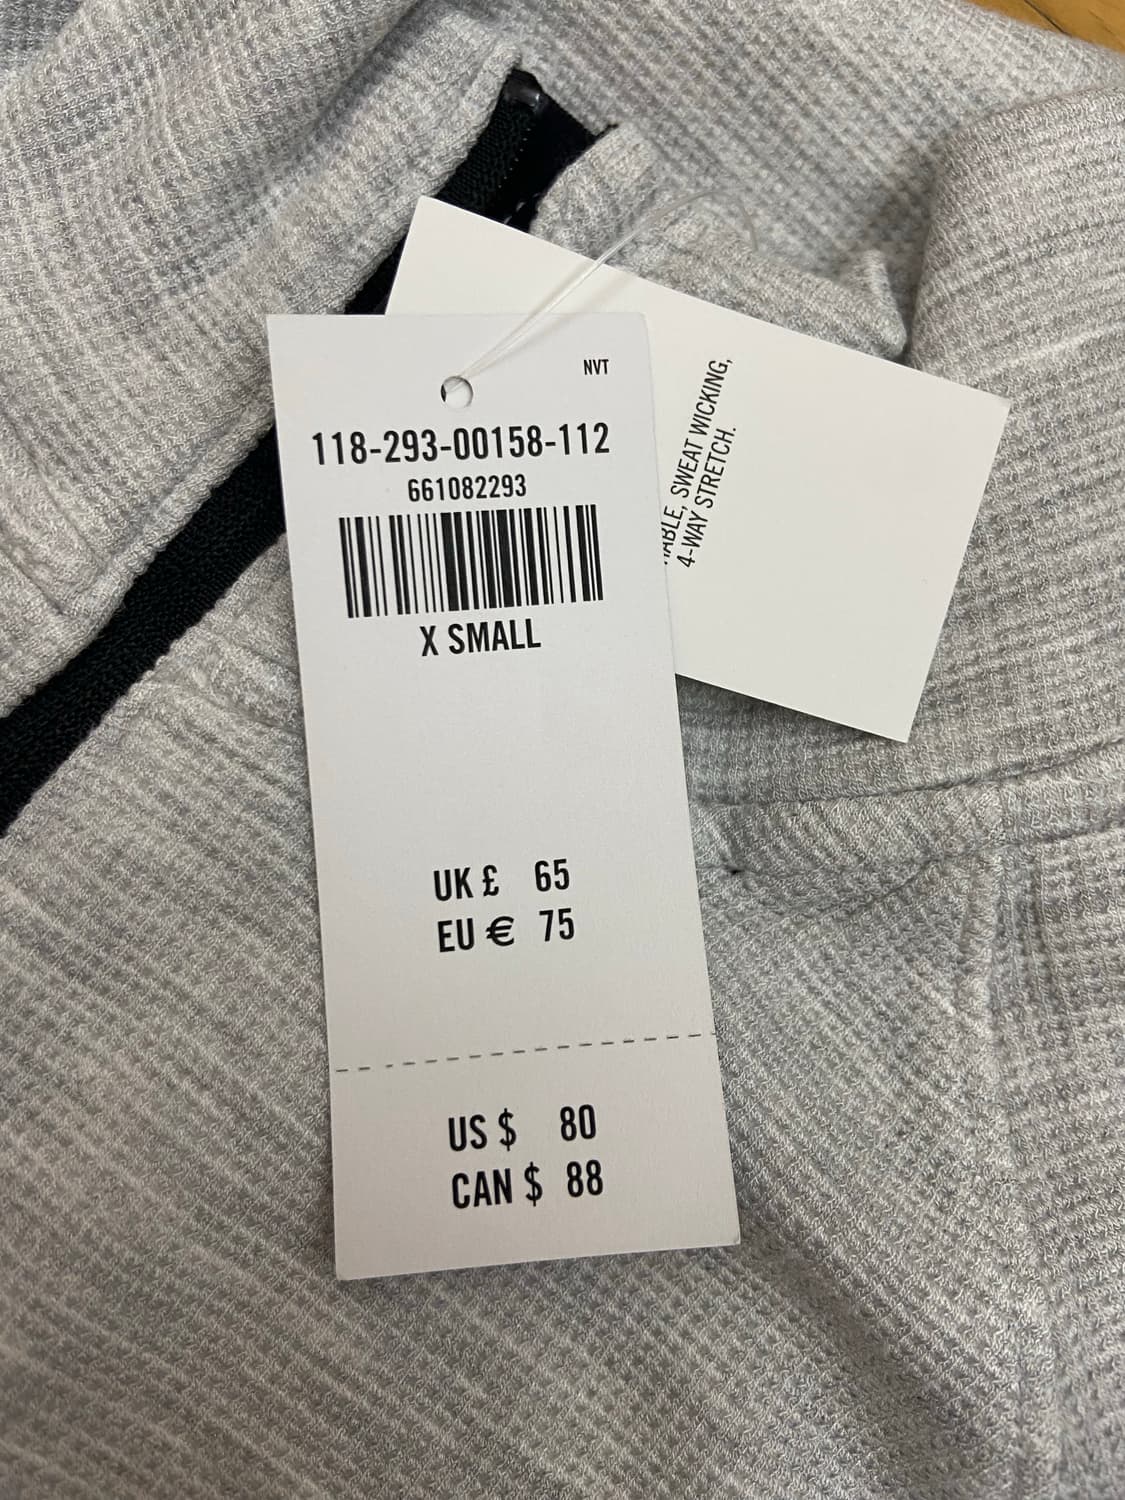 NVT
118-293-00158-112
661082293
X SMALL
UK £ 65
EU € 75
US $ 80
CAN $ 88
SWEAT WICKING,
4-WAY STRETCH.